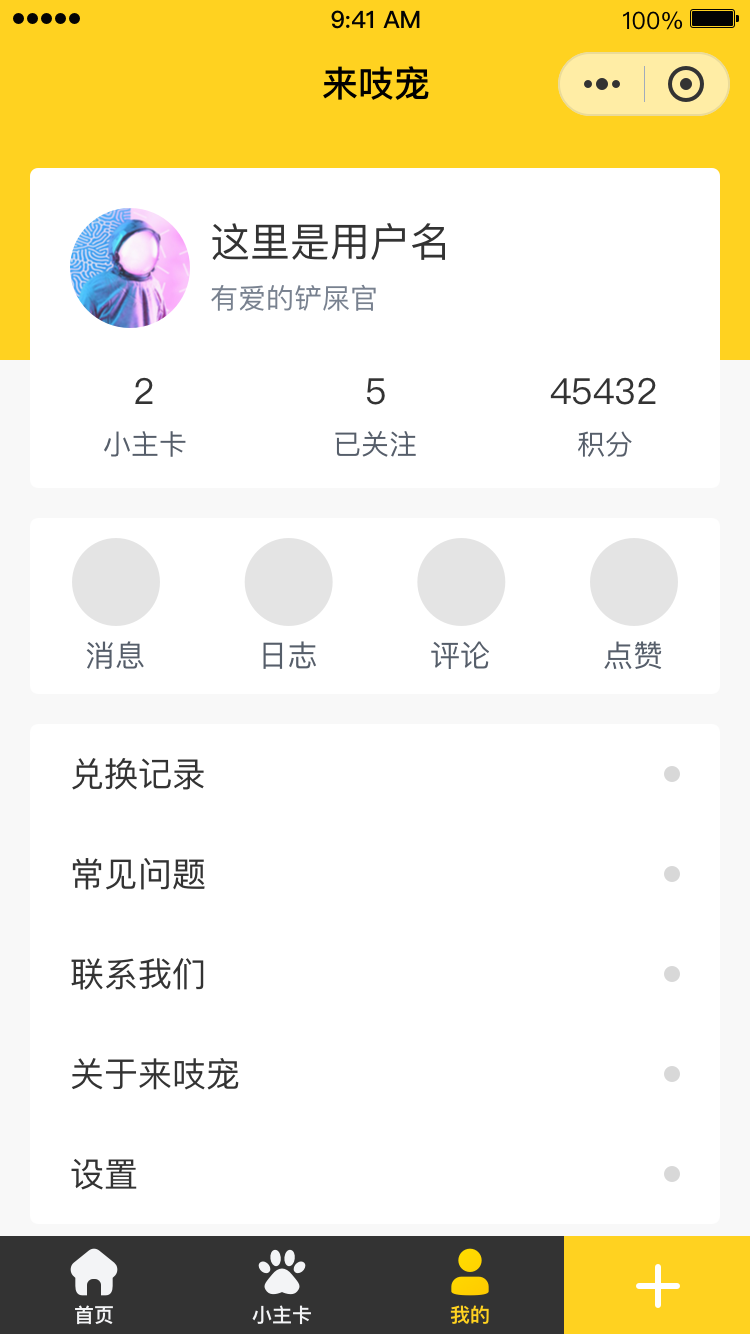 9:41 AM
100%
来吱宠
这里是用户名
有爱的铲屎官
2 5 45432
小主卡 已关注 积分
消息 日志 评论 点赞
兑换记录
常见问题
联系我们
关于来吱宠
设置
首页 小主卡 我的